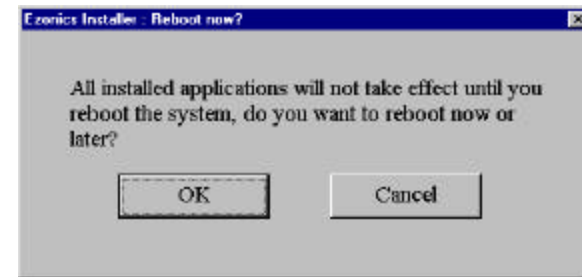 Ezonics Installer : Reboot now?
All installed applications will not take effect until you
reboot the system, do you want to reboot now or
later?
OK
Cancel